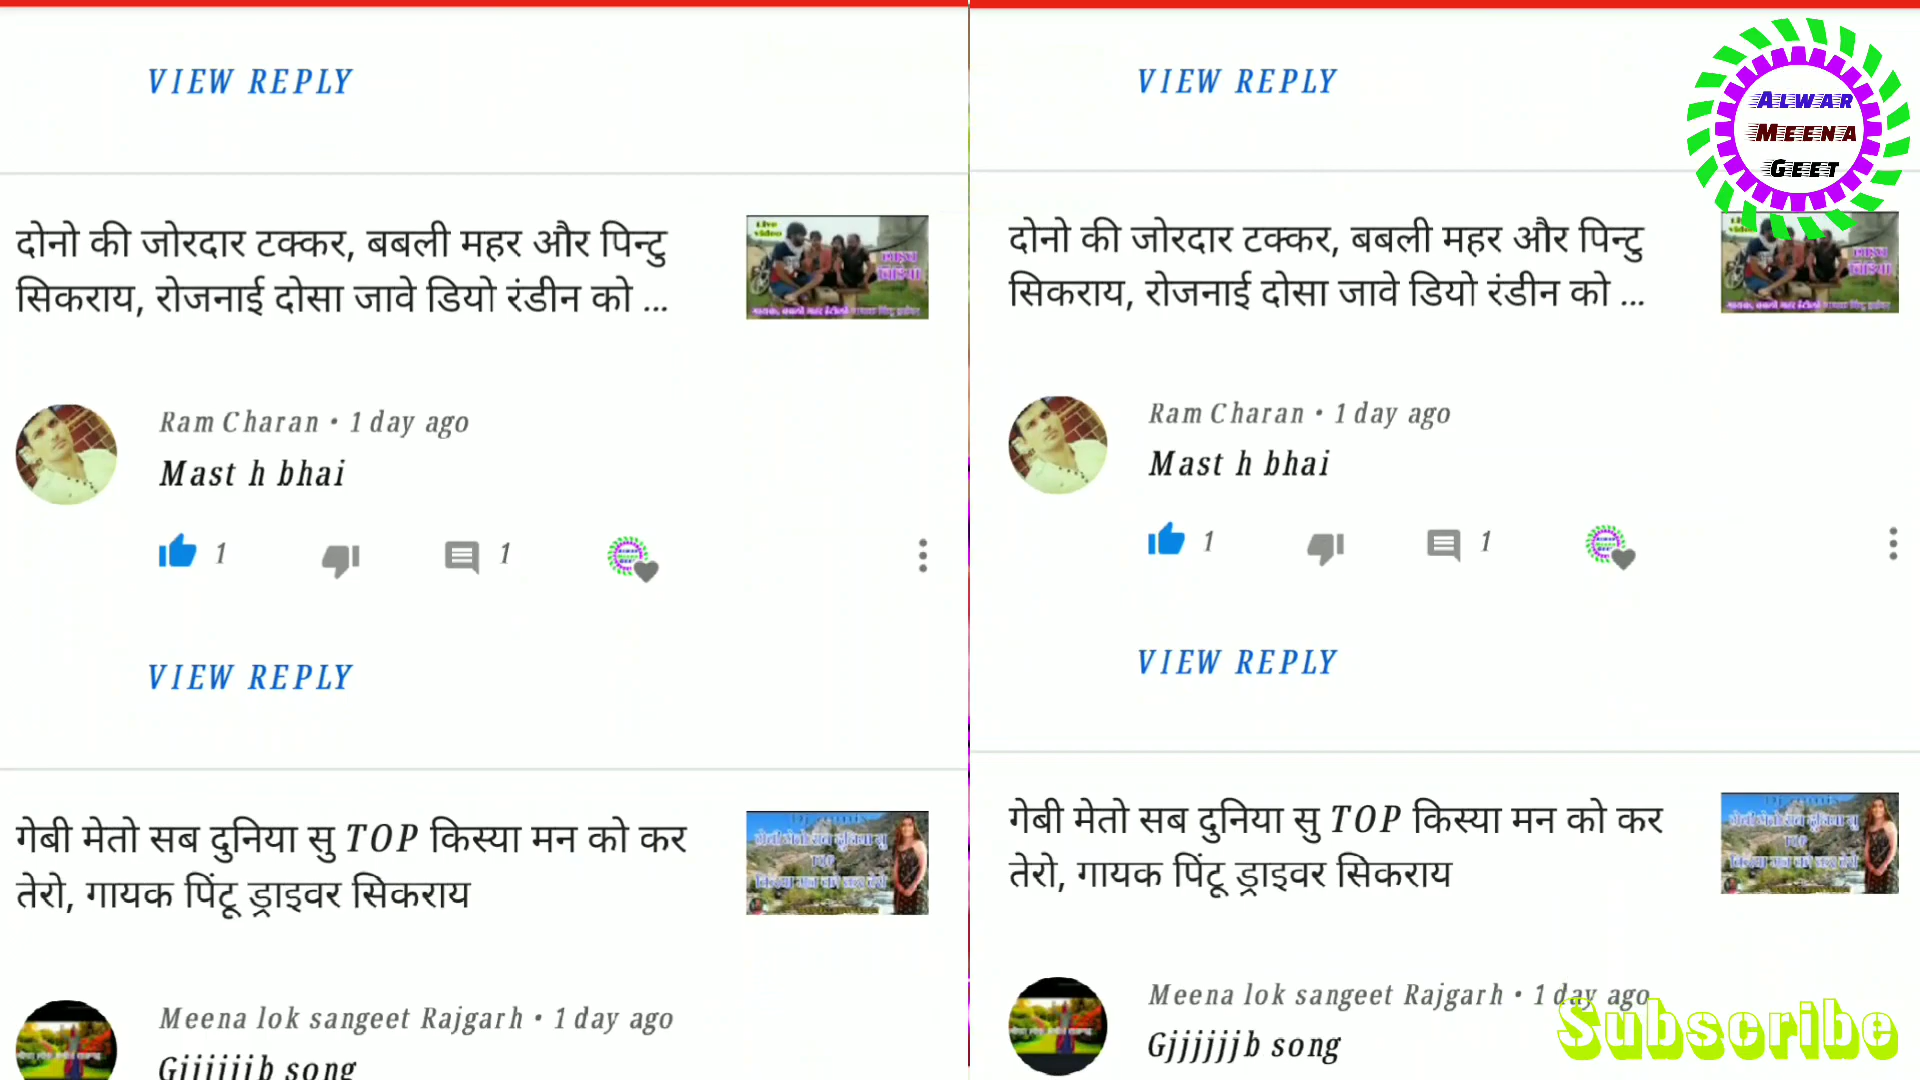 VIEW REPLY
दोनो की जोरदार टक्कर, बबली महर और पिन्टु
सिकराय, रोजनाई दोसा जावे डियो रंडीन को ...
Live
video
Ram Charan • 1 day ago
Mast h bhai
1
1
VIEW REPLY
गेबी मेतो सब दुनिया सु TOP किस्या मन को कर
तेरो, गायक पिंटू ड्राइवर सिकराय
Meena lok sangeet Rajgarh • 1 day ago
Gjjjjjjb song
VIEW REPLY
ALWAR
MEENA
GEET
दोनो की जोरदार टक्कर, बबली महर और पिन्टु
सिकराय, रोजनाई दोसा जावे डियो रंडीन को ...
Ram Charan • 1 day ago
Mast h bhai
1
1
VIEW REPLY
गेबी मेतो सब दुनिया सु TOP किस्या मन को कर
तेरो, गायक पिंटू ड्राइवर सिकराय
Meena lok sangeet Rajgarh • 1 day ago
Gjjjjjjb song
Subscribe